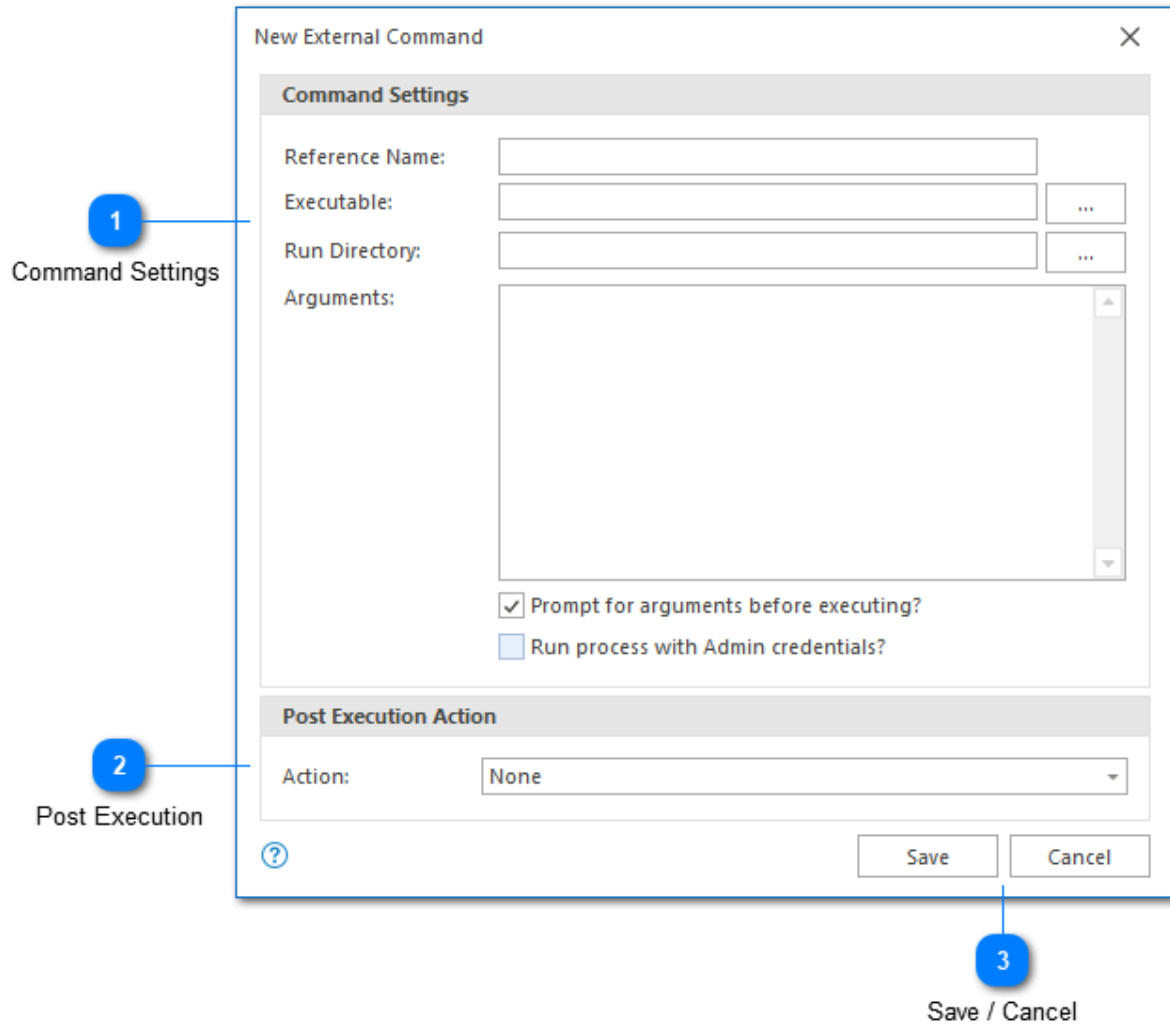 New External Command
Command Settings
Reference Name:
Executable:
...
1
Run Directory:
...
Command Settings
Arguments:
Prompt for arguments before executing?
Run process with Admin credentials?
Post Execution Action
2
Action:
None
Post Execution
?
Save
Cancel
3
Save / Cancel